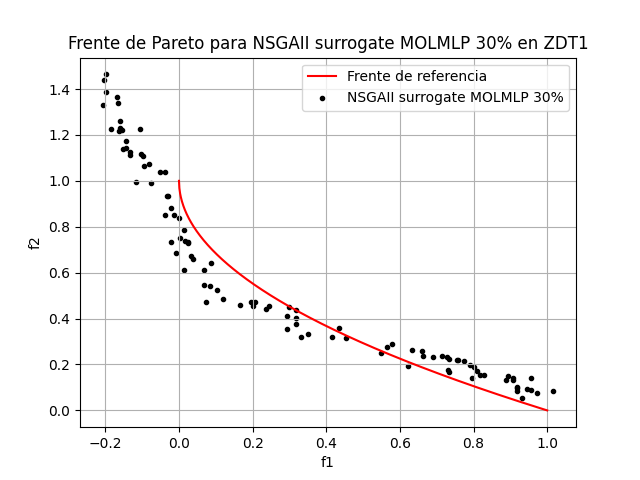 Frente de Pareto para NSGAII surrogate MOLMLP 30% en ZDT1
Frente de referencia
NSGAII surrogate MOLMLP 30%
f2
1.4
1.2
1.0
0.8
0.6
0.4
0.2
0.0
−0.2 0.0 0.2 0.4 0.6 0.8 1.0
f1